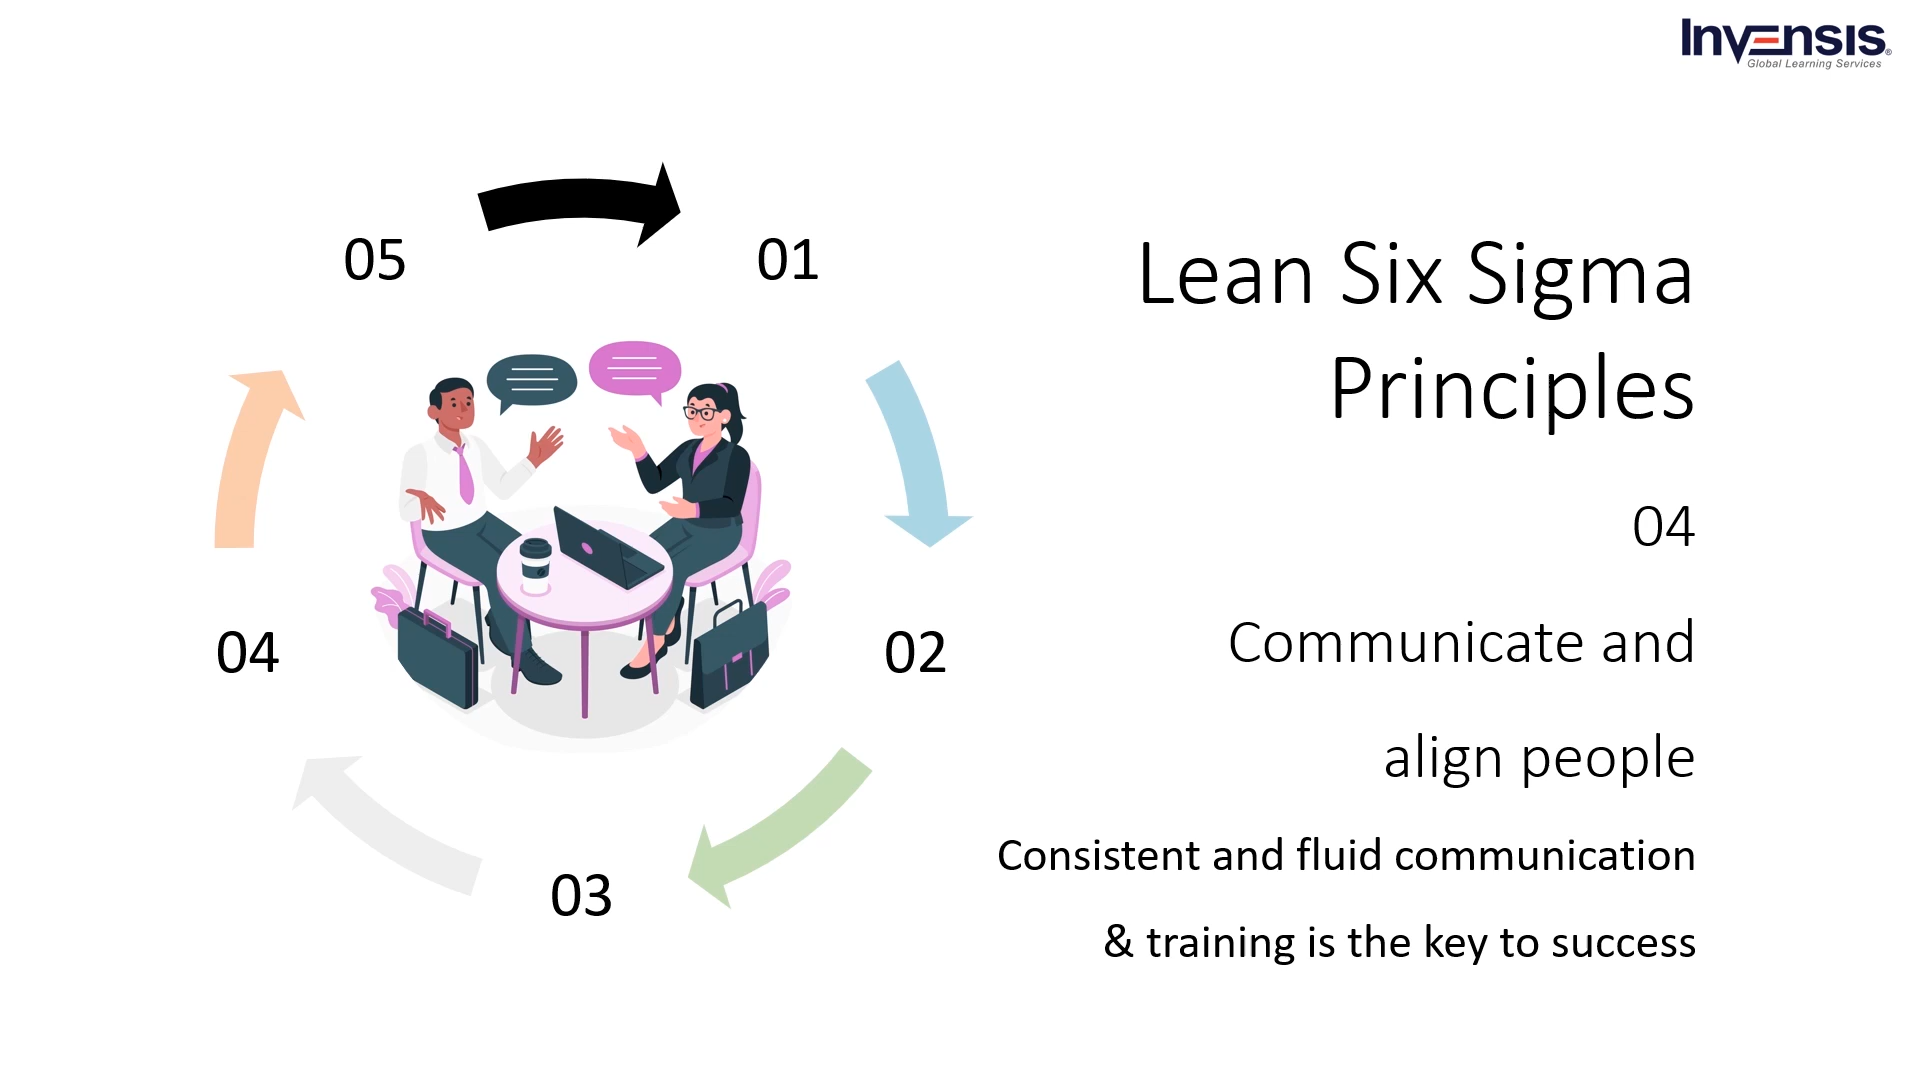 Invensis®
Global Learning Services
05
01
04
02
03
Lean Six Sigma
Principles
04
Communicate and
align people
Consistent and fluid communication
& training is the key to success